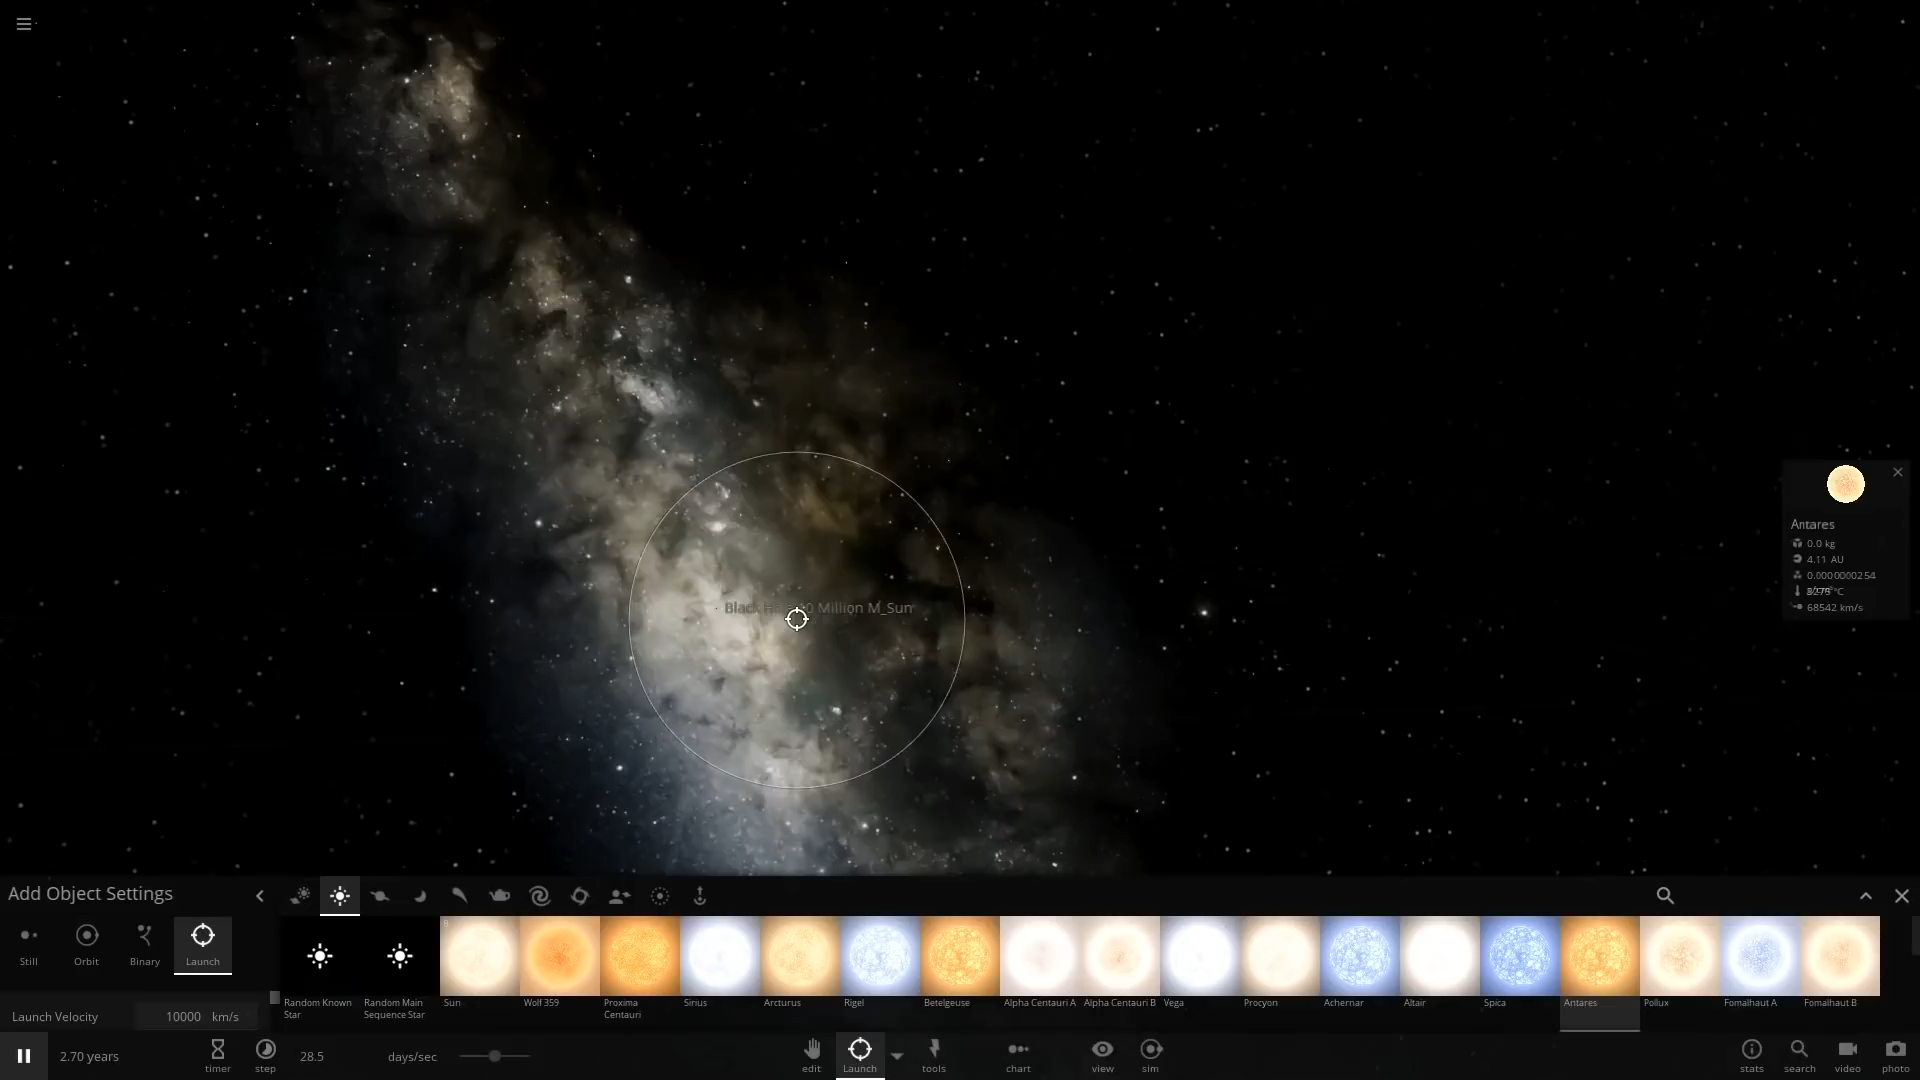 Black
0 Million M_Sun
Antares
0.0 kg
4.11 AU
0.0000000254
68542 km/s
Add Object Settings
Still
Orbit
Binary
Launch
Launch Velocity
10000 km/s
Random Known
Star
Random Main
Sequence Star
Sun
Wolf 359
Proxima
Centauri
Sirius
Arcturus
Rigel
Betelgeuse
Alpha Centauri A
Alpha Centauri B
Vega
Procyon
Achernar
Altair
Spica
Antares
Pollux
Fomalhaut A
Fomalhaut B
2.70 years
timer
step
28.5
days/sec
edit
Launch
tools
chart
view
sim
stats
search
video
photo